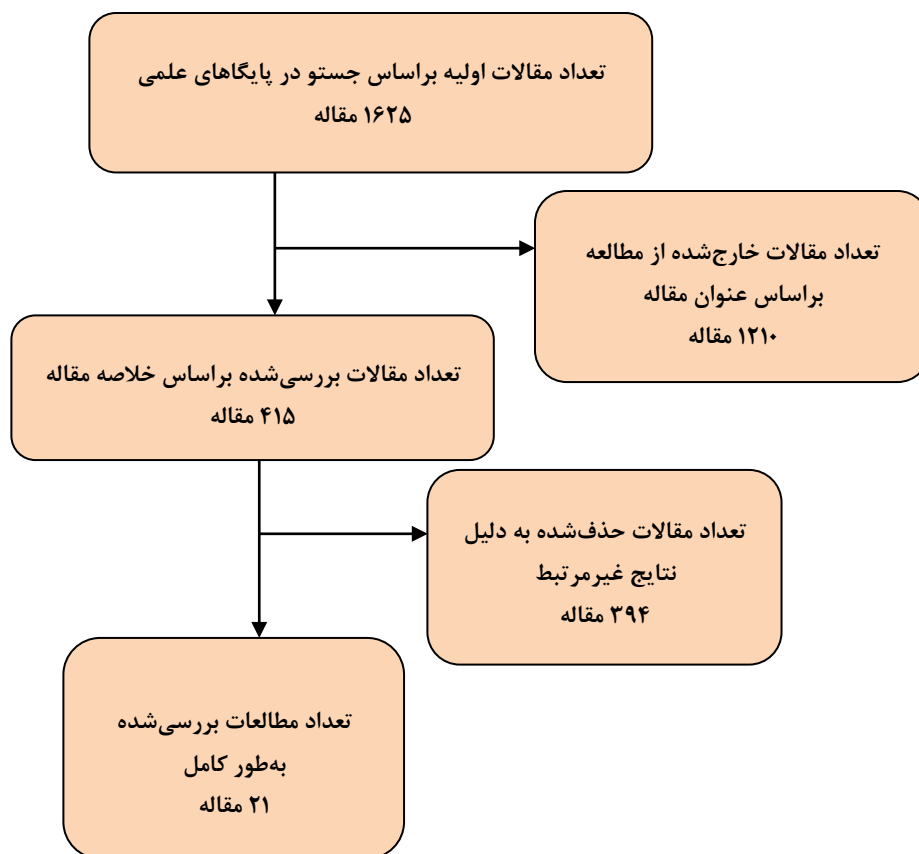 تعداد مقالات اولیه براساس جستو در پایگاهای علمی
۱۶۲۵ مقاله
تعداد مقالات خارج‌شده از مطالعه
براساس عنوان مقاله
۱۲۱۰ مقاله
تعداد مقالات بررسی‌شده براساس خلاصه مقاله
۴۱۵ مقاله
تعداد مقالات حذف‌شده به دلیل
نتایج غیرمرتبط
۳۹۴ مقاله
تعداد مطالعات بررسی‌شده
به‌طور کامل
۲۱ مقاله